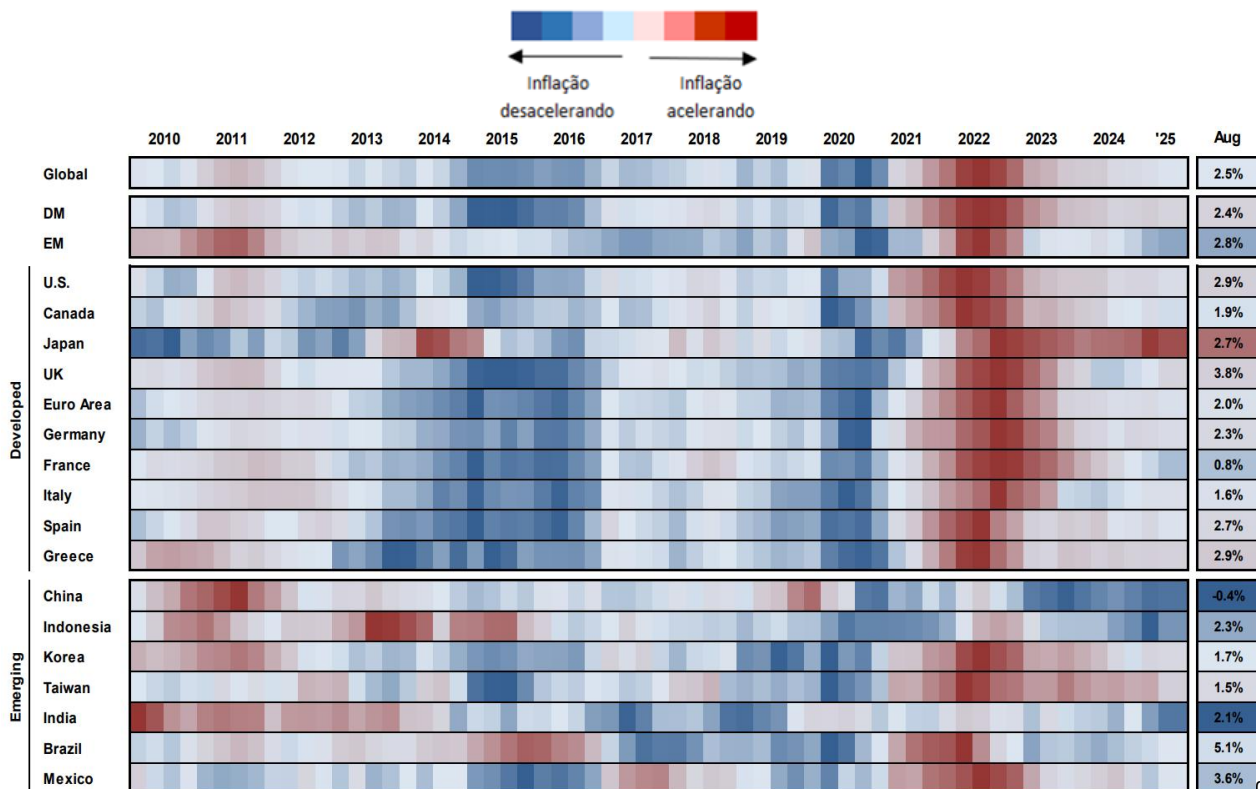 Inflação desacelerando
Inflação acelerando
2010 2011 2012 2013 2014 2015 2016 2017 2018 2019 2020 2021 2022 2023 2024 '25 Aug
Global 2.5%
DM 2.4%
EM 2.8%
Developed
U.S. 2.9%
Canada 1.9%
Japan 2.7%
UK 3.8%
Euro Area 2.0%
Germany 2.3%
France 0.8%
Italy 1.6%
Spain 2.7%
Greece 2.9%
Emerging
China -0.4%
Indonesia 2.3%
Korea 1.7%
Taiwan 1.5%
India 2.1%
Brazil 5.1%
Mexico 3.6%